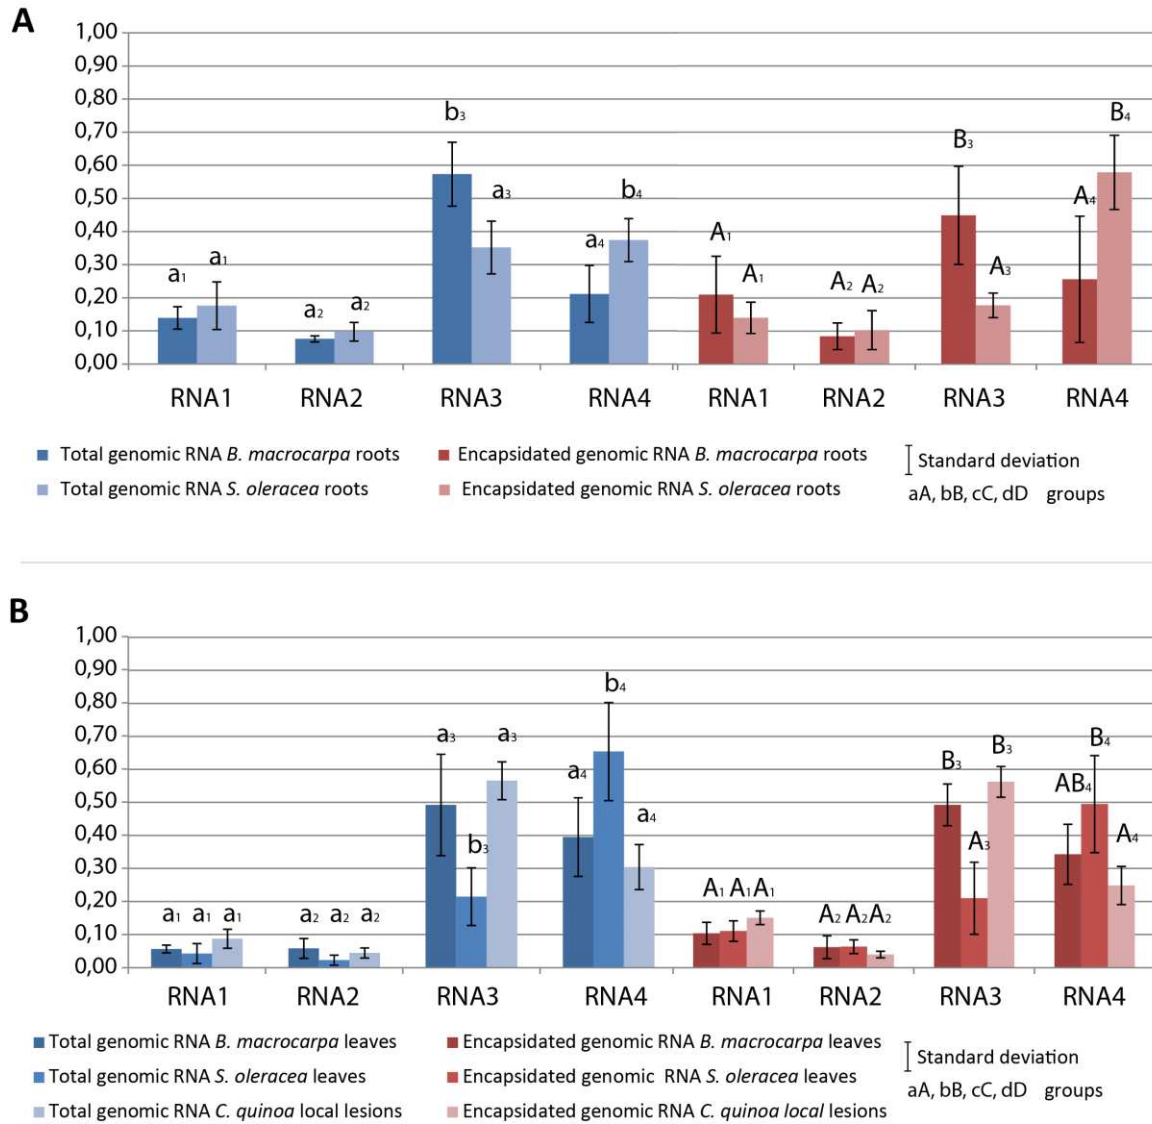 A
1,00
0,90
0,80
0,70
0,60
0,50
0,40
0,30
0,20
0,10
0,00
a1 a1 a2 a2 b3 a3 a4 b4 A1 A1 A2 A2 B3 A3 A4 B4
RNA1 RNA2 RNA3 RNA4 RNA1 RNA2 RNA3 RNA4
Total genomic RNA B. macrocarpa roots Encapsidated genomic RNA B. macrocarpa roots Standard deviation
Total genomic RNA S. oleracea roots Encapsidated genomic RNA S. oleracea roots aA, bB, cC, dD groups
B
1,00
0,90
0,80
0,70
0,60
0,50
0,40
0,30
0,20
0,10
0,00
a1 a1 a1 a2 a2 a2 a3 b3 a3 a4 b4 a4 A1 A1 A1 A2 A2 A2 B3 A3 B3 AB4 B4 A4
RNA1 RNA2 RNA3 RNA4 RNA1 RNA2 RNA3 RNA4
Total genomic RNA B. macrocarpa leaves Encapsidated genomic RNA B. macrocarpa leaves Standard deviation
Total genomic RNA S. oleracea leaves Encapsidated genomic RNA S. oleracea leaves aA, bB, cC, dD groups
Total genomic RNA C. quinoa local lesions Encapsidated genomic RNA C. quinoa local lesions